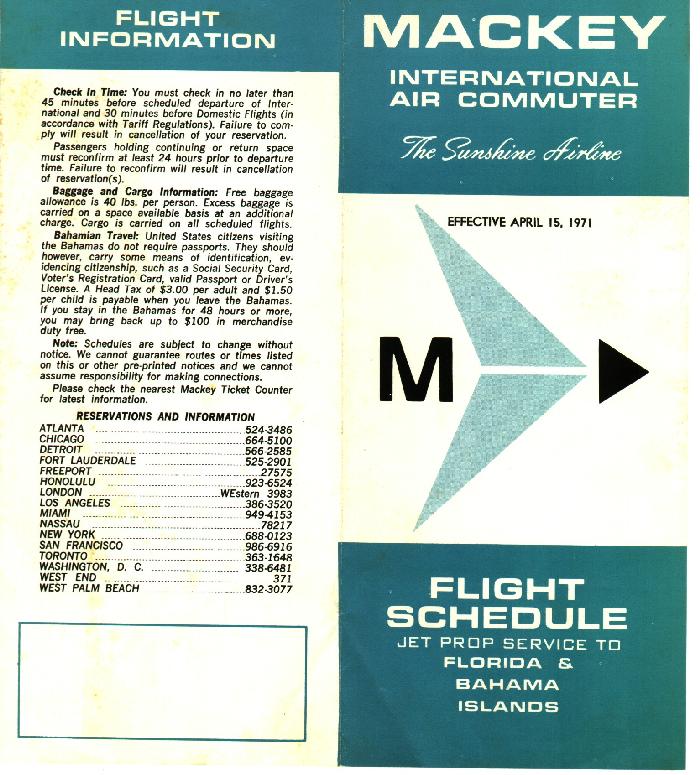 FLIGHT
INFORMATION
Check In Time: You must check in no later than
45 minutes before scheduled departure of Inter-
national and 30 minutes before Domestic Flights (in
accordance with Tariff Regulations). Failure to com-
ply will result in cancellation of your reservation.
Passengers holding continuing or return space
must reconfirm at least 24 hours prior to departure
time. Failure to reconfirm will result in cancellation
of reservation(s).
Baggage and Cargo Information: Free baggage
allowance is 40 lbs. per person. Excess baggage is
carried on a space available basis at an additional
charge. Cargo is carried on all scheduled flights.
Bahamian Travel: United States citizens visiting
the Bahamas do not require passports. They should
however, carry some means of identification, ev-
idencing citizenship, such as a Social Security Card,
Voter's Registration Card, valid Passport or Driver's
License. A Head Tax of $3.00 per adult and $1.50
per child is payable when you leave the Bahamas.
If you stay in the Bahamas for 48 hours or more,
you may bring back up to $100 in merchandise
duty free.
Note: Schedules are subject to change without
notice. We cannot guarantee routes or times listed
on this or other pre-printed notices and we cannot
assume responsibility for making connections.
Please check the nearest Mackey Ticket Counter
for latest information.
RESERVATIONS AND INFORMATION
ATLANTA 524-3486
CHICAGO 664-5100
DETROIT 566-2585
FORT LAUDERDALE 525-2901
FREEPORT 27575
HONOLULU 923-6524
LONDON WEstern 3983
LOS ANGELES 386-3520
MIAMI 949-4153
NASSAU 78217
NEW YORK 688-0123
SAN FRANCISCO 986-6916
TORONTO 363-1648
WASHINGTON, D. C. 338-6481
WEST END 371
WEST PALM BEACH 832-3077
MACKEY
INTERNATIONAL
AIR COMMUTER
The Sunshine Airline
EFFECTIVE APRIL 15, 1971
M
FLIGHT
SCHEDULE
JET PROP SERVICE TO
FLORIDA &
BAHAMA
ISLANDS